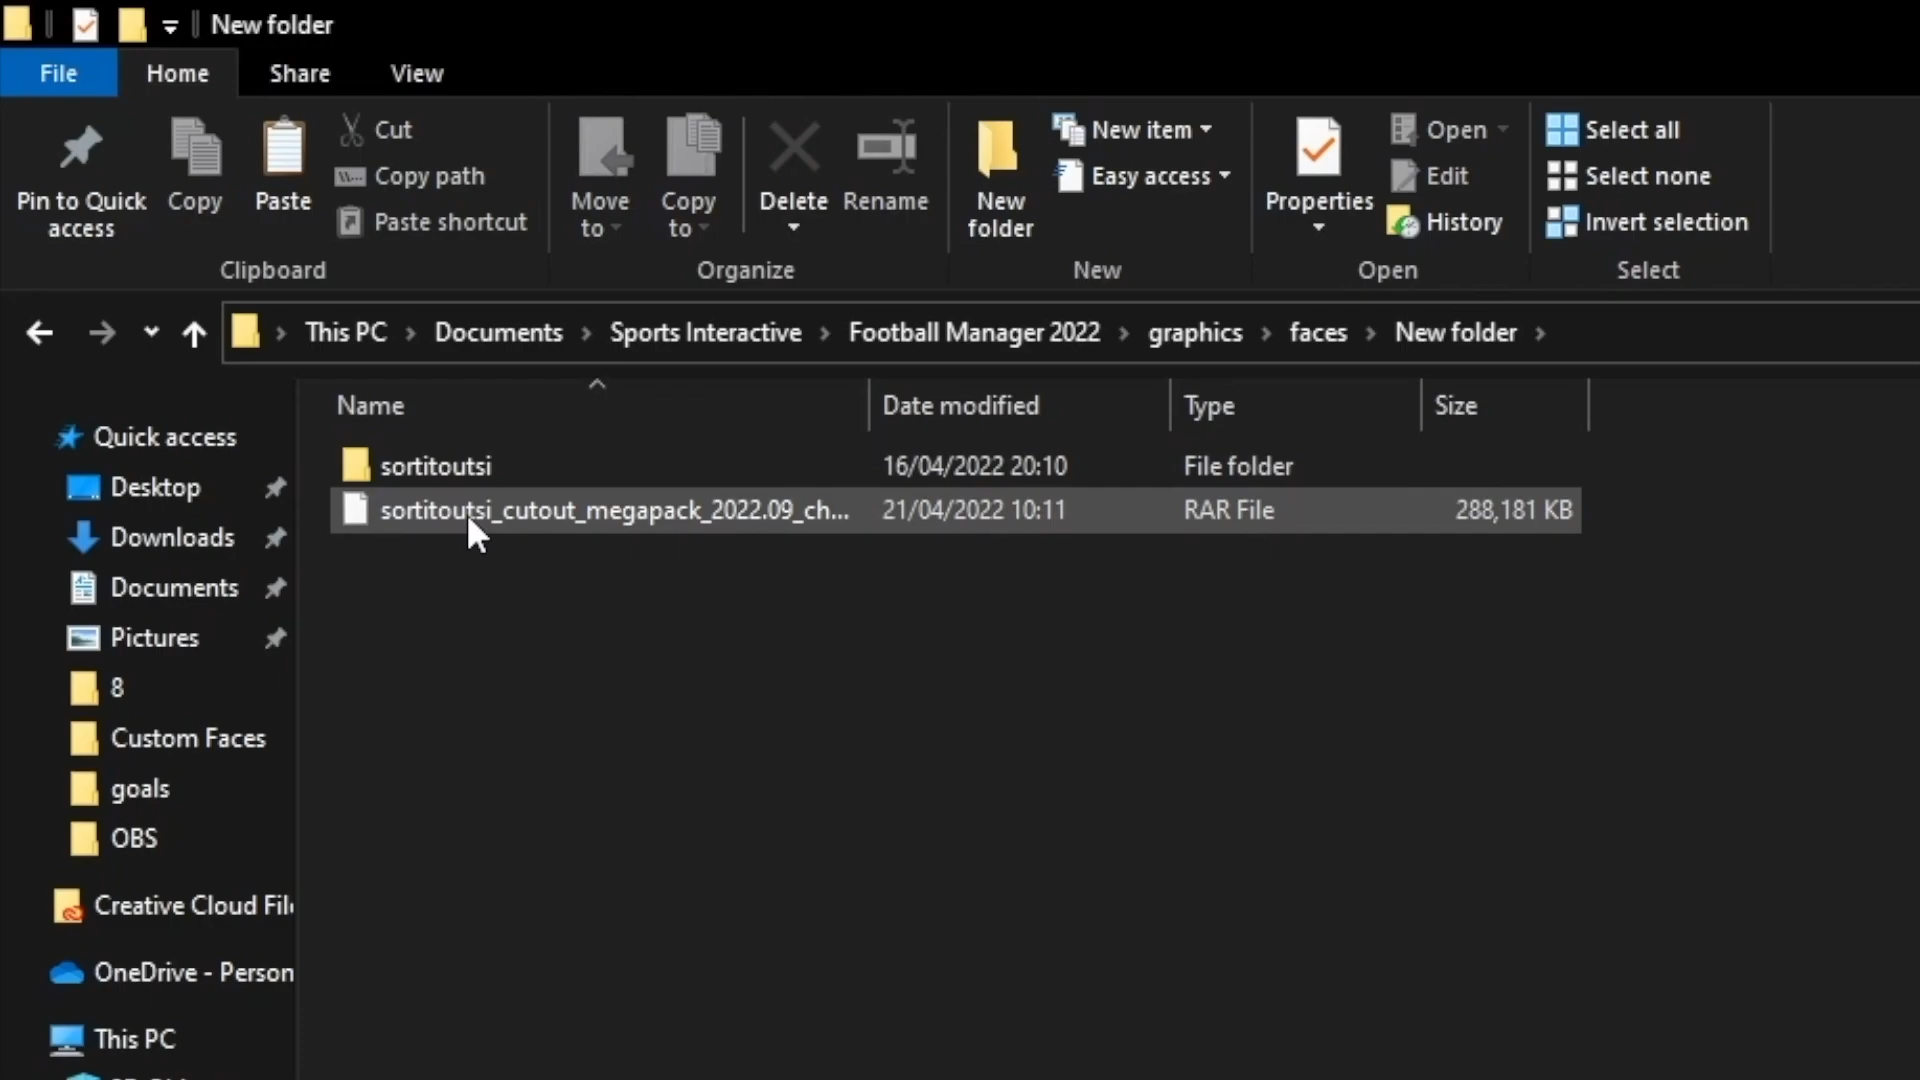 New folder
File Home Share View
Pin to Quick access
Copy
Paste
Cut
Copy path
Paste shortcut
Clipboard
Move to
Copy to
Delete
Rename
Organize
New folder
New item
Easy access
New
Properties
Open
Edit
History
Open
Select all
Select none
Invert selection
Select
This PC > Documents > Sports Interactive > Football Manager 2022 > graphics > faces > New folder >
Name Date modified Type Size
sortitoutsi 16/04/2022 20:10 File folder
sortitoutsi_cutout_megapack_2022.09_ch... 21/04/2022 10:11 RAR File 288,181 KB
Quick access
Desktop
Downloads
Documents
Pictures
8
Custom Faces
goals
OBS
Creative Cloud File
OneDrive - Person
This PC